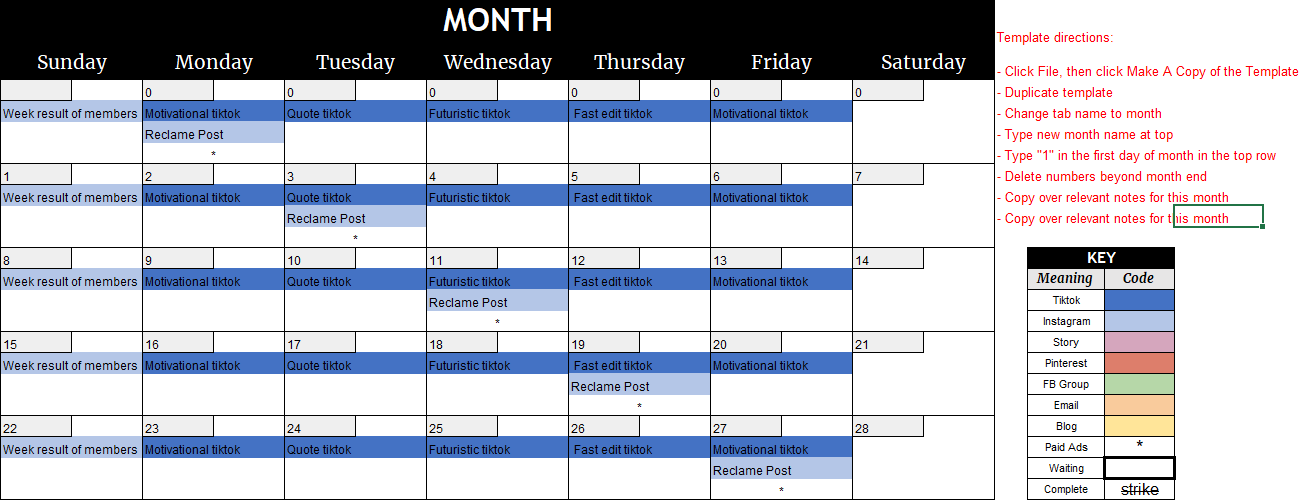 MONTH
Sunday Monday Tuesday Wednesday Thursday Friday Saturday
0 0 0 0 0 0
Week result of members Motivational tiktok Quote tiktok Futuristic tiktok Fast edit tiktok Motivational tiktok
Reclame Post
*
1 2 3 4 5 6 7
Week result of members Motivational tiktok Quote tiktok Futuristic tiktok Fast edit tiktok Motivational tiktok
Reclame Post
*
8 9 10 11 12 13 14
Week result of members Motivational tiktok Quote tiktok Futuristic tiktok Fast edit tiktok Motivational tiktok
Reclame Post
*
15 16 17 18 19 20 21
Week result of members Motivational tiktok Quote tiktok Futuristic tiktok Fast edit tiktok Motivational tiktok
Reclame Post
*
22 23 24 25 26 27 28
Week result of members Motivational tiktok Quote tiktok Futuristic tiktok Fast edit tiktok Motivational tiktok
Reclame Post
*
Template directions:
- Click File, then click Make A Copy of the Template
- Duplicate template
- Change tab name to month
- Type new month name at top
- Type "1" in the first day of month in the top row
- Delete numbers beyond month end
- Copy over relevant notes for this month
- Copy over relevant notes for this month
KEY
Meaning Code
Tiktok
Instagram
Story
Pinterest
FB Group
Email
Blog
Paid Ads *
Waiting
Complete strike